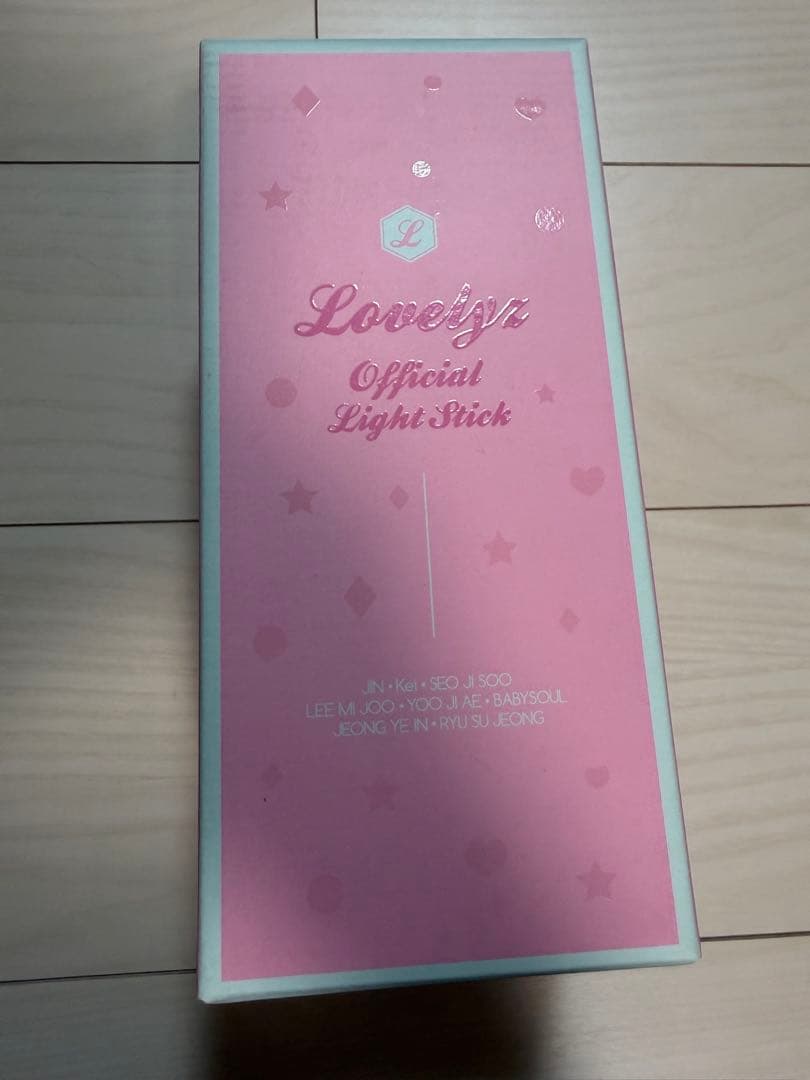 L
Lovelyz
Official
Light Stick
JIN • Kei • SEO JI SOO
LEE MI JOO • YOO JI AE • BABYSOUL
JEONG YE IN • RYU SU JEONG